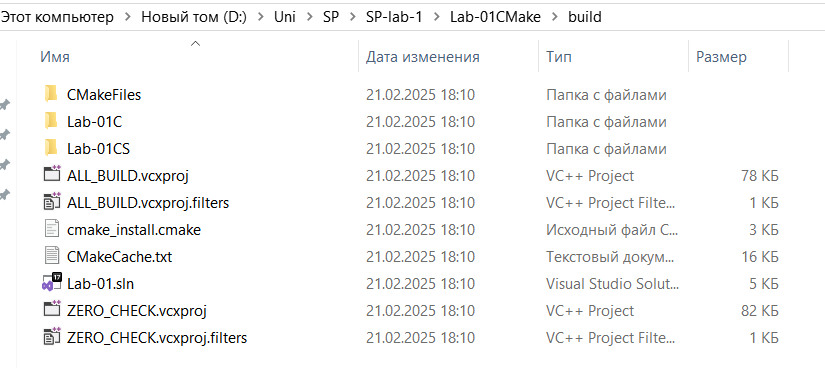 Этот компьютер > Новый том (D:) > Uni > SP > SP-lab-1 > Lab-01CMake > build
Имя Дата изменения Тип Размер
CMakeFiles 21.02.2025 18:10 Папка с файлами
Lab-01C 21.02.2025 18:10 Папка с файлами
Lab-01CS 21.02.2025 18:10 Папка с файлами
ALL_BUILD.vcxproj 21.02.2025 18:10 VC++ Project 78 КБ
ALL_BUILD.vcxproj.filters 21.02.2025 18:10 VC++ Project Filte... 1 КБ
cmake_install.cmake 21.02.2025 18:10 Исходный файл C... 3 КБ
CMakeCache.txt 21.02.2025 18:10 Текстовый докум... 16 КБ
Lab-01.sln 21.02.2025 18:10 Visual Studio Solut... 5 КБ
ZERO_CHECK.vcxproj 21.02.2025 18:10 VC++ Project 82 КБ
ZERO_CHECK.vcxproj.filters 21.02.2025 18:10 VC++ Project Filte... 1 КБ